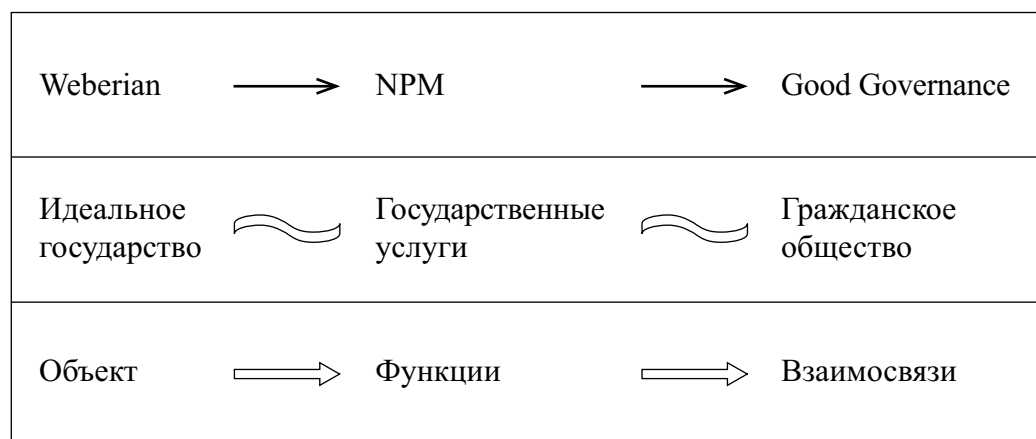 Weberian NPM Good Governance
Идеальное Государственные Гражданское
государство услуги общество
Объект Функции Взаимосвязи